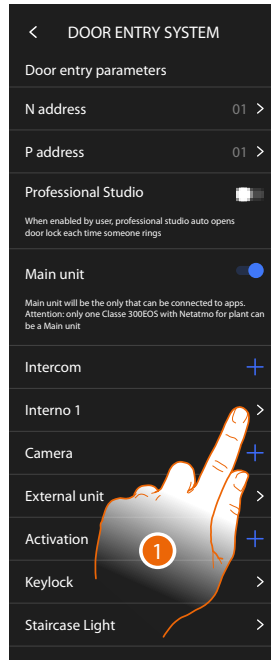 DOOR ENTRY SYSTEM
Door entry parameters
N address 01
P address 01
Professional Studio
When enabled by user, professional studio auto opens
door lock each time someone rings
Main unit
Main unit will be the only that can be connected to apps.
Attention: only one Classe 300EOS with Netatmo for plant can
be a Main unit
Intercom
Interno 1
Camera
External unit
Activation
1
Keylock
Staircase Light